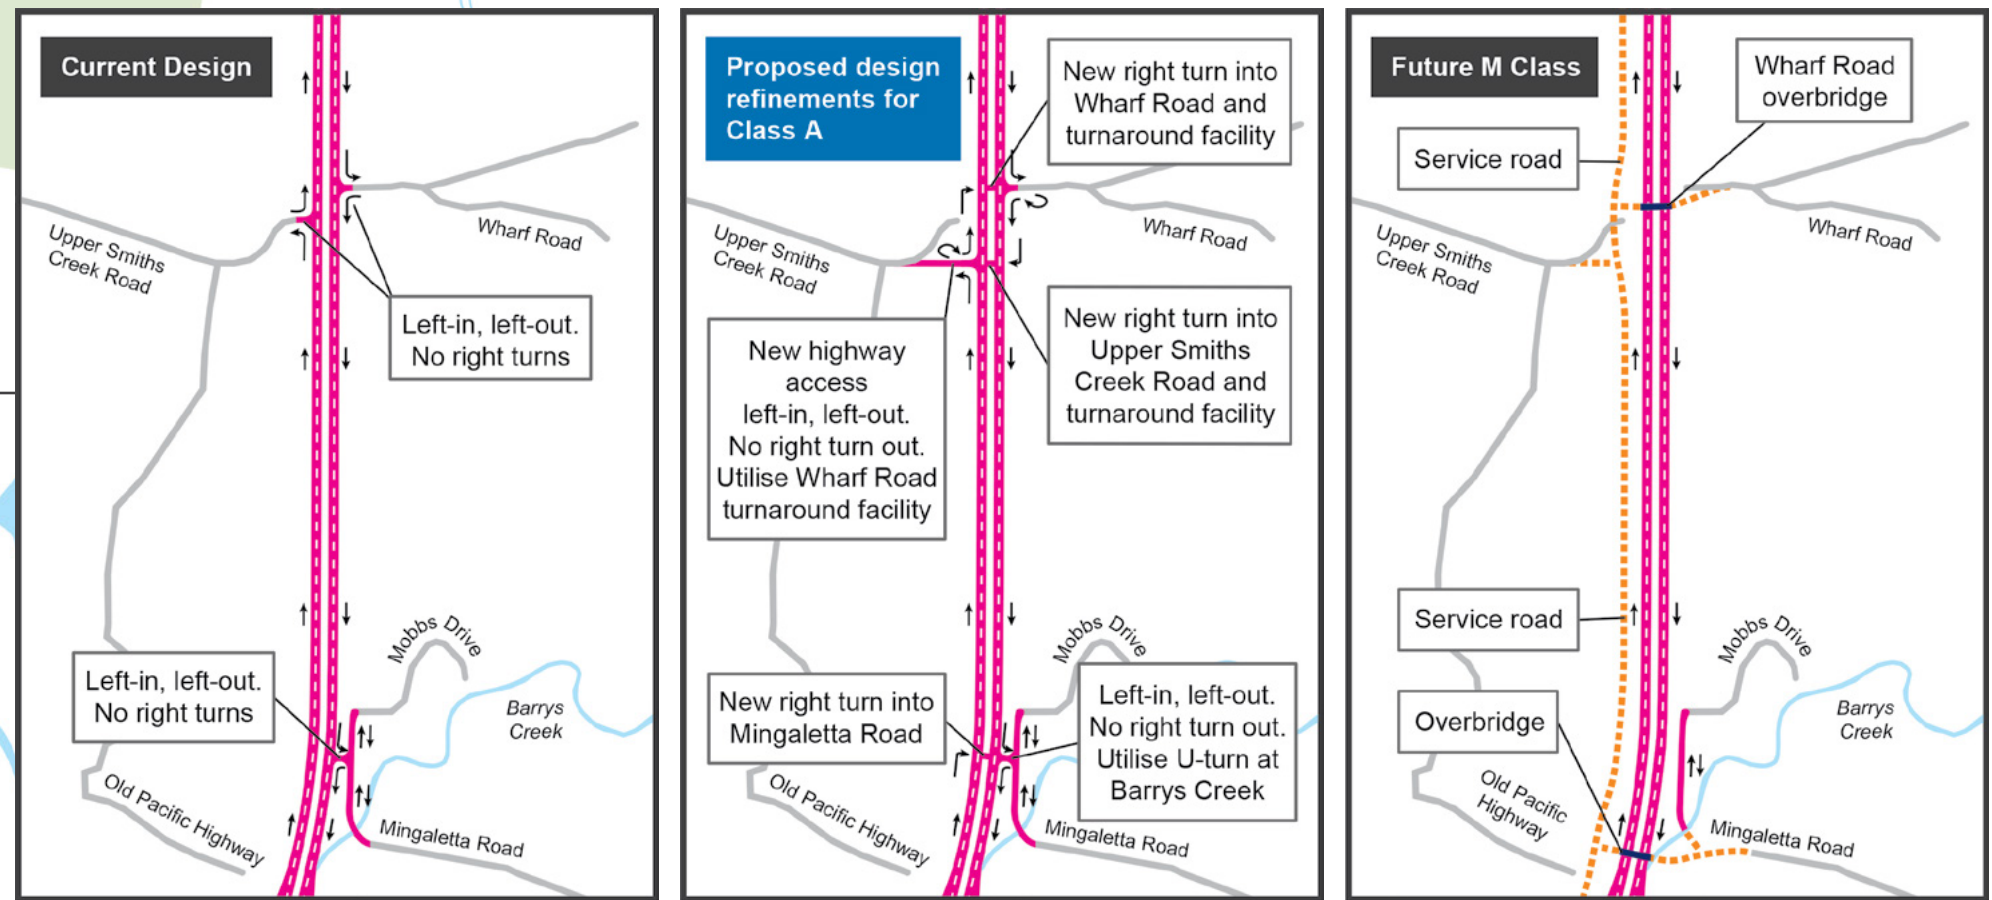 Current Design
Upper Smiths
Creek Road
Wharf Road
Left-in, left-out.
No right turns
Left-in, left-out.
No right turns
Mobbs Drive
Barrys
Creek
Old Pacific Highway
Mingaletta Road
Proposed design
refinements for
Class A
New right turn into
Wharf Road and
turnaround facility
Upper Smiths
Creek Road
Wharf Road
New highway
access
left-in, left-out.
No right turn out.
Utilise Wharf Road
turnaround facility
New right turn into
Upper Smiths
Creek Road and
turnaround facility
Mobbs Drive
New right turn into
Mingaletta Road
Left-in, left-out.
No right turn out.
Utilise U-turn at
Barrys Creek
Old Pacific Highway
Mingaletta Road
Future M Class
Wharf Road
overbridge
Service road
Upper Smiths
Creek Road
Wharf Road
Service road
Mobbs Drive
Overbridge
Barrys
Creek
Old Pacific
Highway
Mingaletta Road